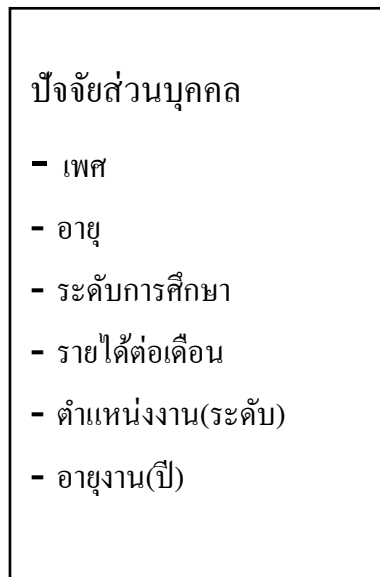 ปัจจัยส่วนบุคคล
- เพศ
- อายุ
- ระดับการศึกษา
- รายได้ต่อเดือน
- ตำแหน่งงาน(ระดับ)
- อายุงาน(ปี)